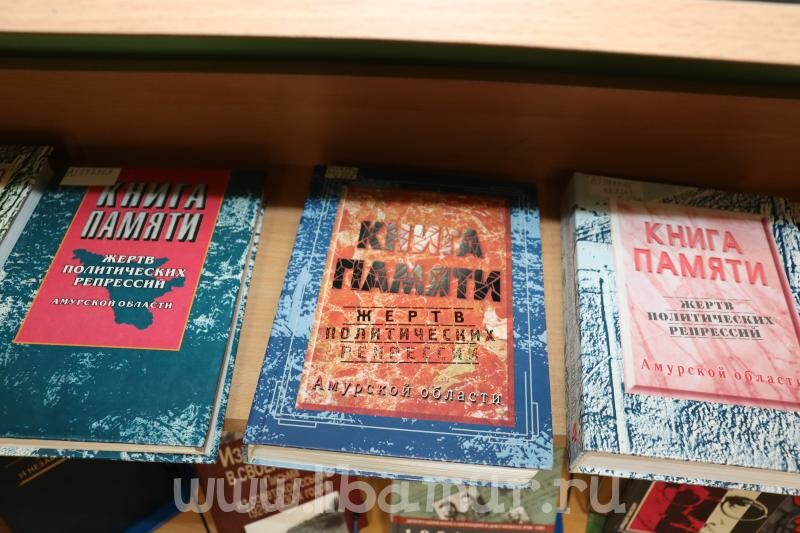 КНИГА
ПАМЯТИ
ЖЕРТВ
ПОЛИТИЧЕСКИХ
РЕПРЕССИЙ
АМУРСКОЙ ОБЛАСТИ
КНИГА
ПАМЯТИ
ЖЕРТВ
ПОЛИТИЧЕСКИХ
РЕПРЕССИЙ
Амурской области
КНИГА
ПАМЯТИ
ЖЕРТВ
ПОЛИТИЧЕСКИХ
РЕПРЕССИЙ
Амурской области
www.libamur.ru